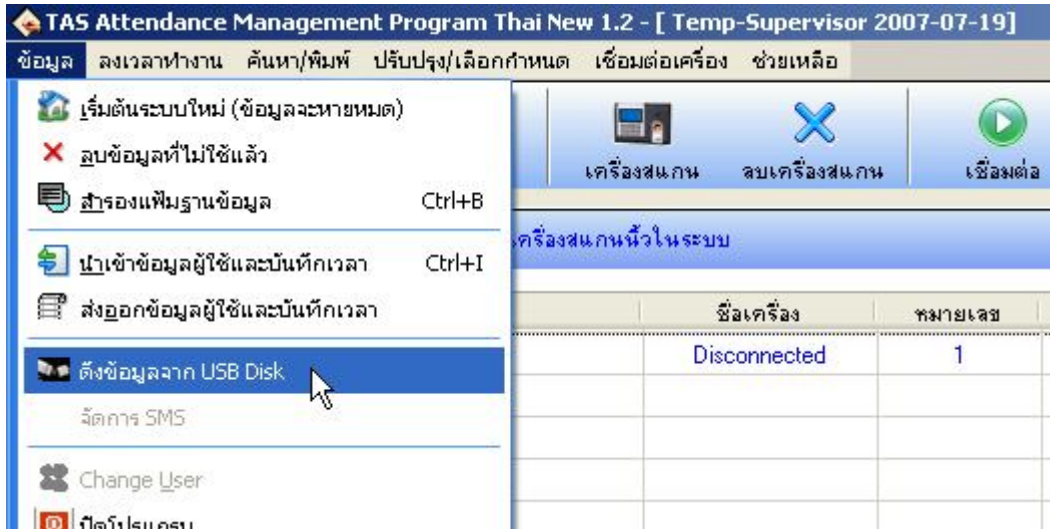 TAS Attendance Management Program Thai New 1.2 - [ Temp-Supervisor 2007-07-19]
ข้อมูล ลงเวลาทำงาน ค้นหา/พิมพ์ ปรับปรุง/เลือกกำหนด เชื่อมต่อเครื่อง ช่วยเหลือ
เริ่มต้นระบบใหม่ (ข้อมูลจะหายหมด)
ลบข้อมูลที่ไม่ใช้แล้ว
สำรองแฟ้มฐานข้อมูล Ctrl+B
นำเข้าข้อมูลผู้ใช้และบันทึกเวลา Ctrl+I
ส่งออกข้อมูลผู้ใช้และบันทึกเวลา
ดึงข้อมูลจาก USB Disk
จัดการ SMS
Change User
ปิดโปรแกรม
เครื่องสแกน ลบเครื่องสแกน เชื่อมต่อ
เครื่องสแกนนิ้วในระบบ
ชื่อเครื่อง หมายเลข
Disconnected 1